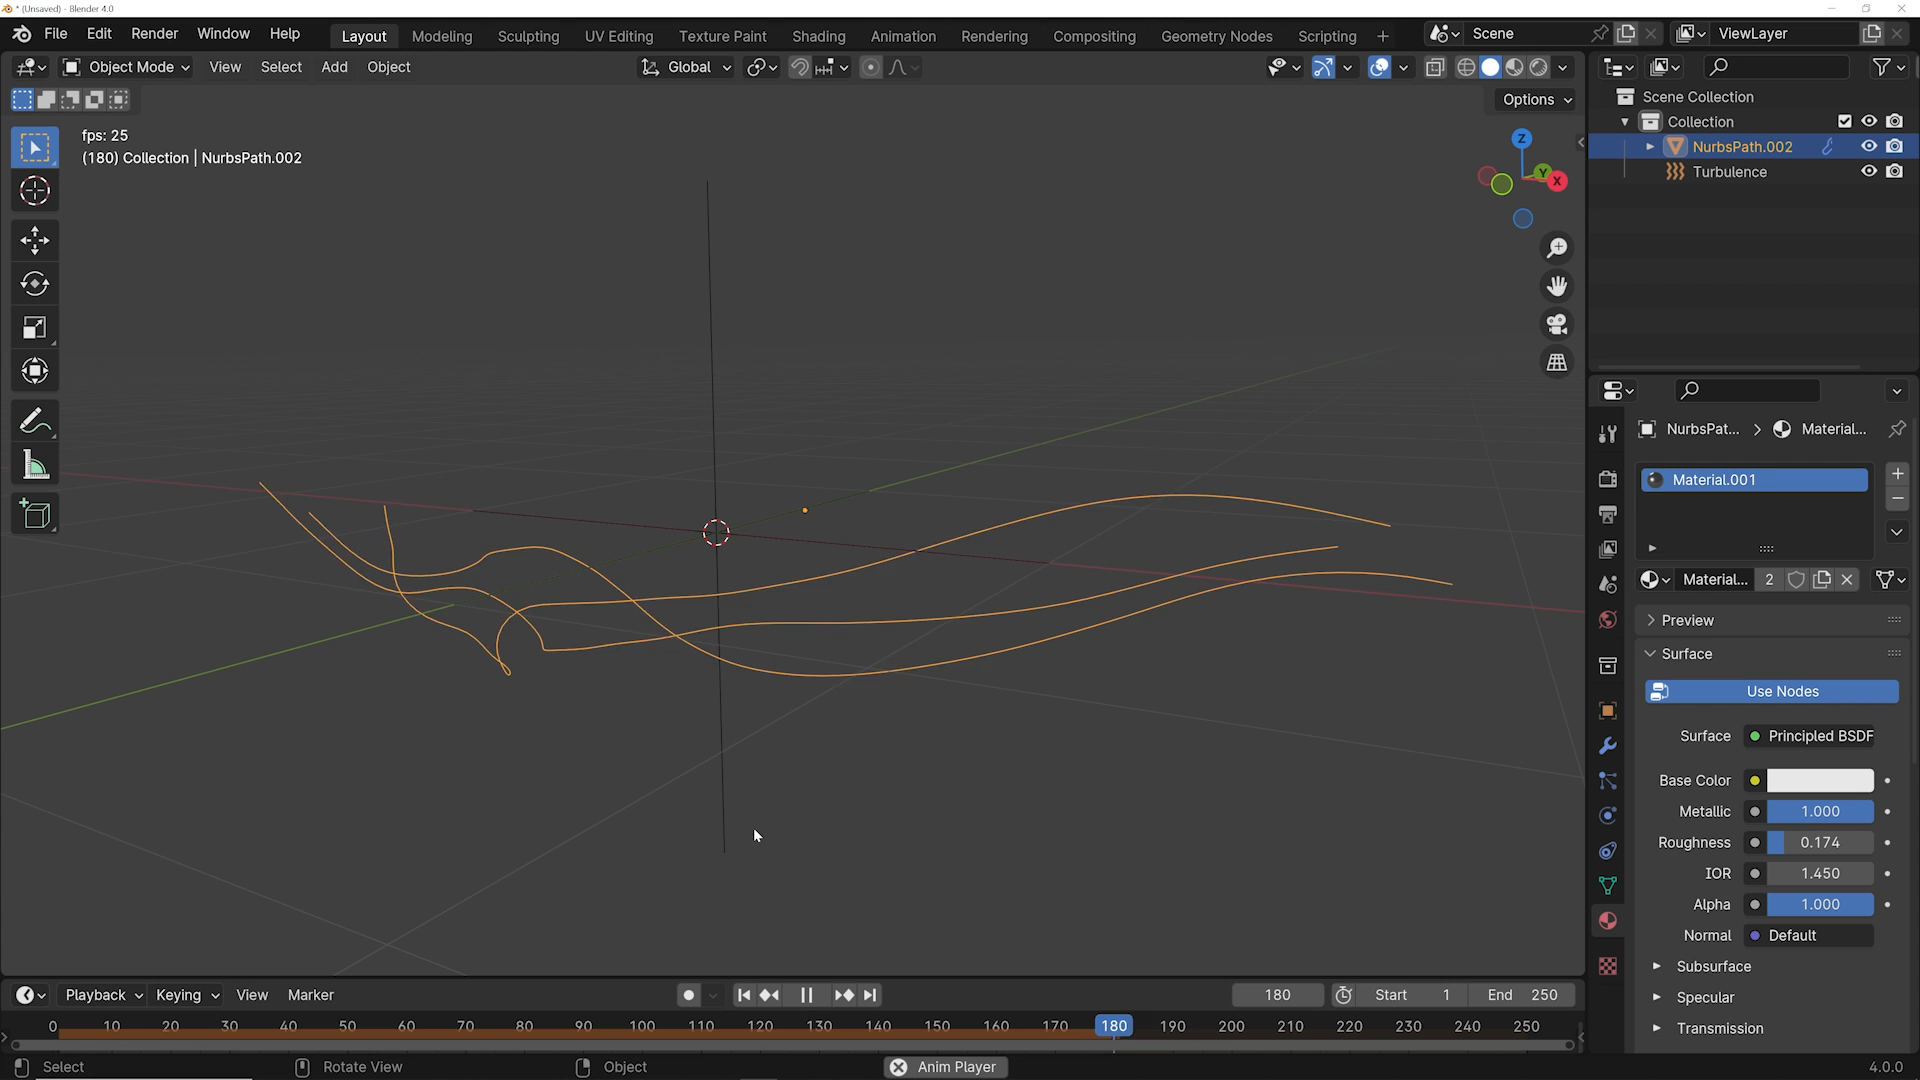 * (Unsaved) - Blender 4.0
File Edit Render Window Help Layout Modeling Sculpting UV Editing Texture Paint Shading Animation Rendering Compositing Geometry Nodes Scripting + Scene ViewLayer
Object Mode View Select Add Object Global
Options
fps: 25
(180) Collection | NurbsPath.002
Z
Y
X
Scene Collection
Collection
NurbsPath.002
Turbulence
NurbsPat... > Material...
Material.001
Material... 2
Preview
Surface
Use Nodes
Surface Principled BSDF
Base Color
Metallic 1.000
Roughness 0.174
IOR 1.450
Alpha 1.000
Normal Default
Subsurface
Specular
Transmission
Playback Keying View Marker 180 Start 1 End 250
0 10 20 30 40 50 60 70 80 90 100 110 120 130 140 150 160 170 180 190 200 210 220 230 240 250
Select Rotate View Object Anim Player 4.0.0